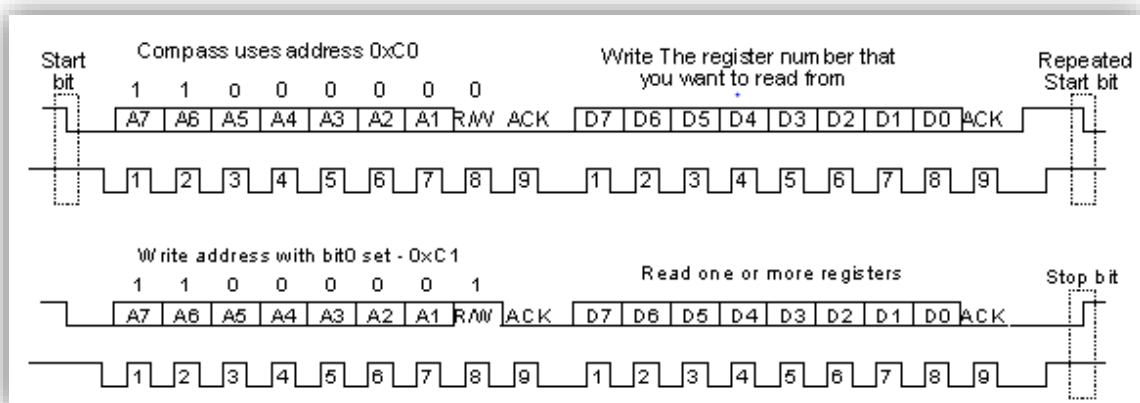 Compass uses address 0xC0
Write The register number that
you want to read from
Start
bit
Repeated
Start bit
1 1 0 0 0 0 0 0
A7 A6 A5 A4 A3 A2 A1 R/W ACK D7 D6 D5 D4 D3 D2 D1 D0 ACK
1 2 3 4 5 6 7 8 9 1 2 3 4 5 6 7 8 9
Write address with bit0 set - 0xC1
Read one or more registers
Stop bit
1 1 0 0 0 0 0 1
A7 A6 A5 A4 A3 A2 A1 R/W ACK D7 D6 D5 D4 D3 D2 D1 D0 ACK
1 2 3 4 5 6 7 8 9 1 2 3 4 5 6 7 8 9